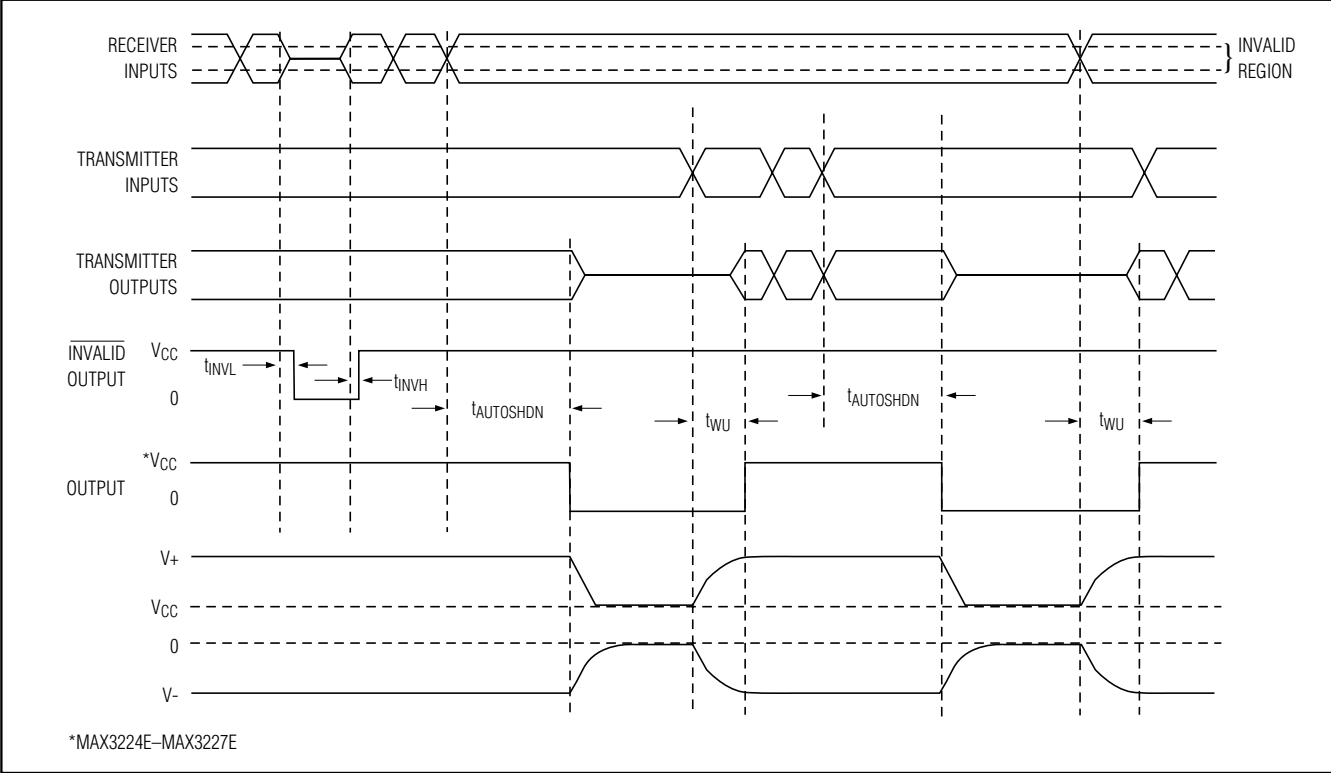 RECEIVER
INPUTS
INVALID
REGION
TRANSMITTER
INPUTS
TRANSMITTER
OUTPUTS
INVALID
OUTPUT
VCC
0
tINVL
tINVH
tAUTOSHDN
tWU
tAUTOSHDN
tWU
OUTPUT
*VCC
0
V+
VCC
0
V-
*MAX3224E–MAX3227E